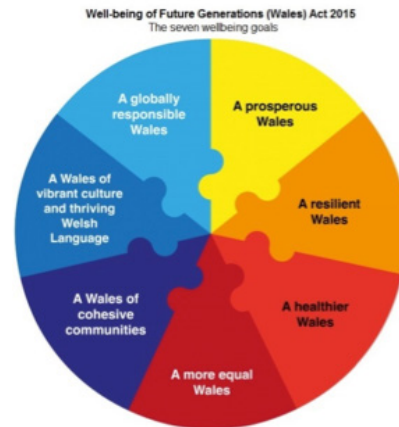 Well-being of Future Generations (Wales) Act 2015
The seven wellbeing goals
A globally
responsible
Wales
A prosperous
Wales
A Wales of
vibrant culture
and thriving
Welsh
Language
A resilient
Wales
A Wales of
cohesive
communities
A healthier
Wales
A more equal
Wales